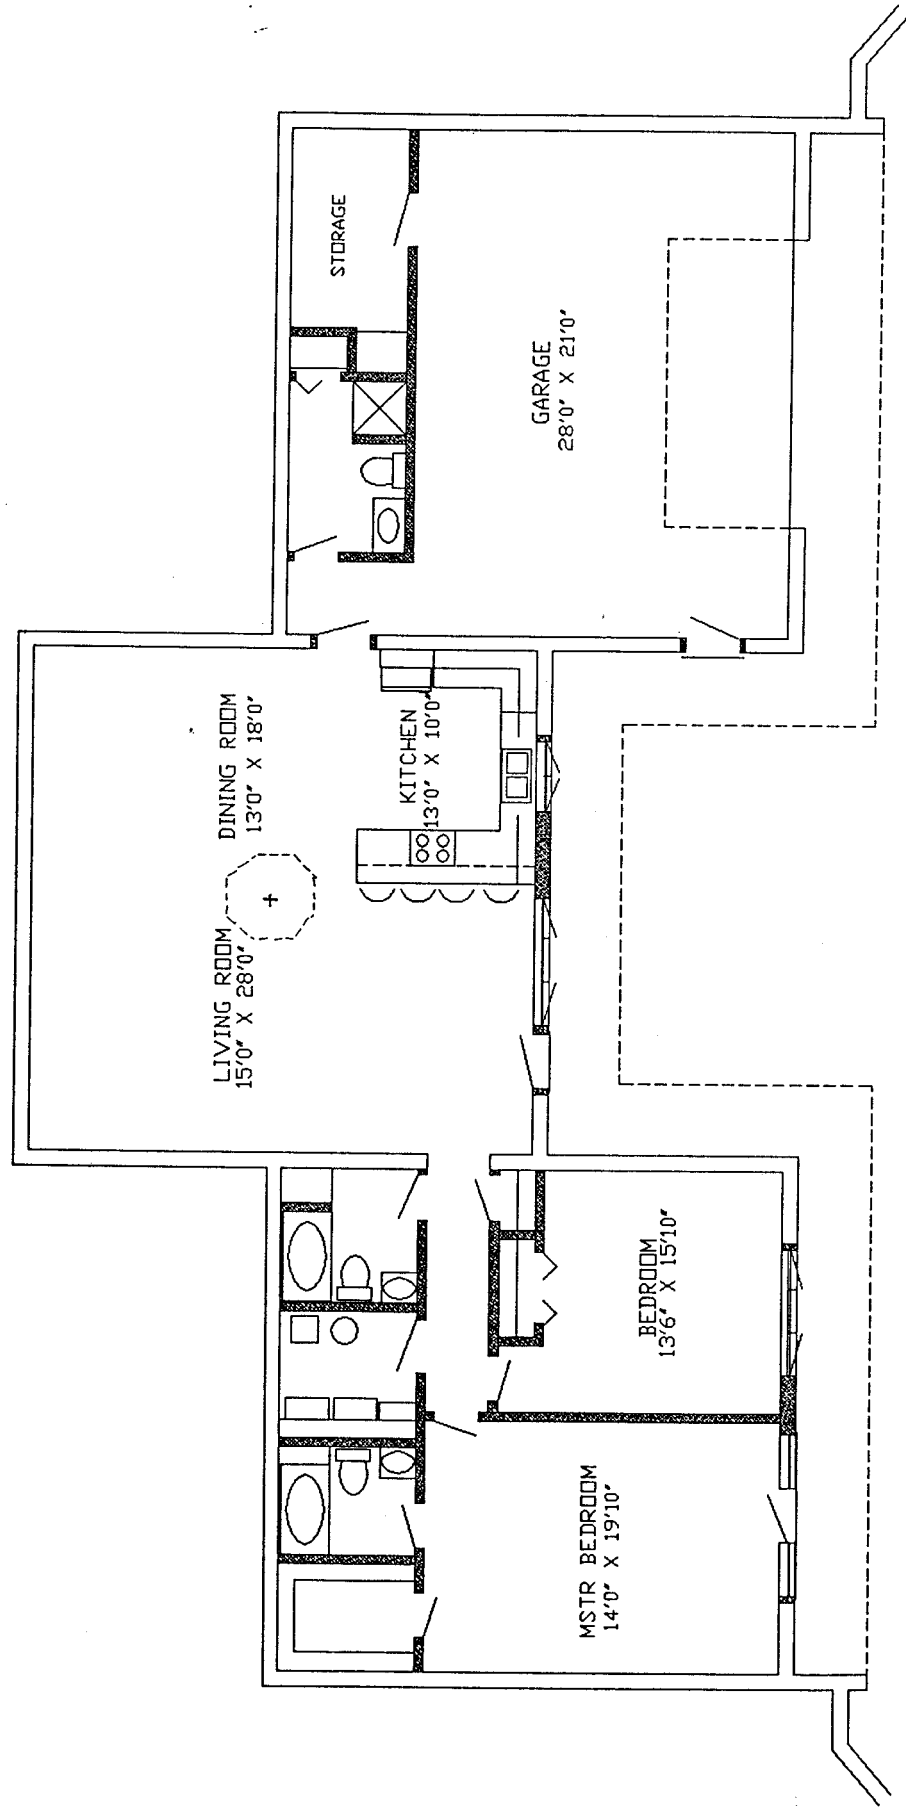 MSTR BEDROOM
14'0" X 19'10"
BEDROOM
13'6" X 15'10"
LIVING ROOM
15'0" X 28'0"
DINING ROOM
13'0" X 18'0"
KITCHEN
13'0" X 10'0"
GARAGE
28'0" X 21'0"
STORAGE